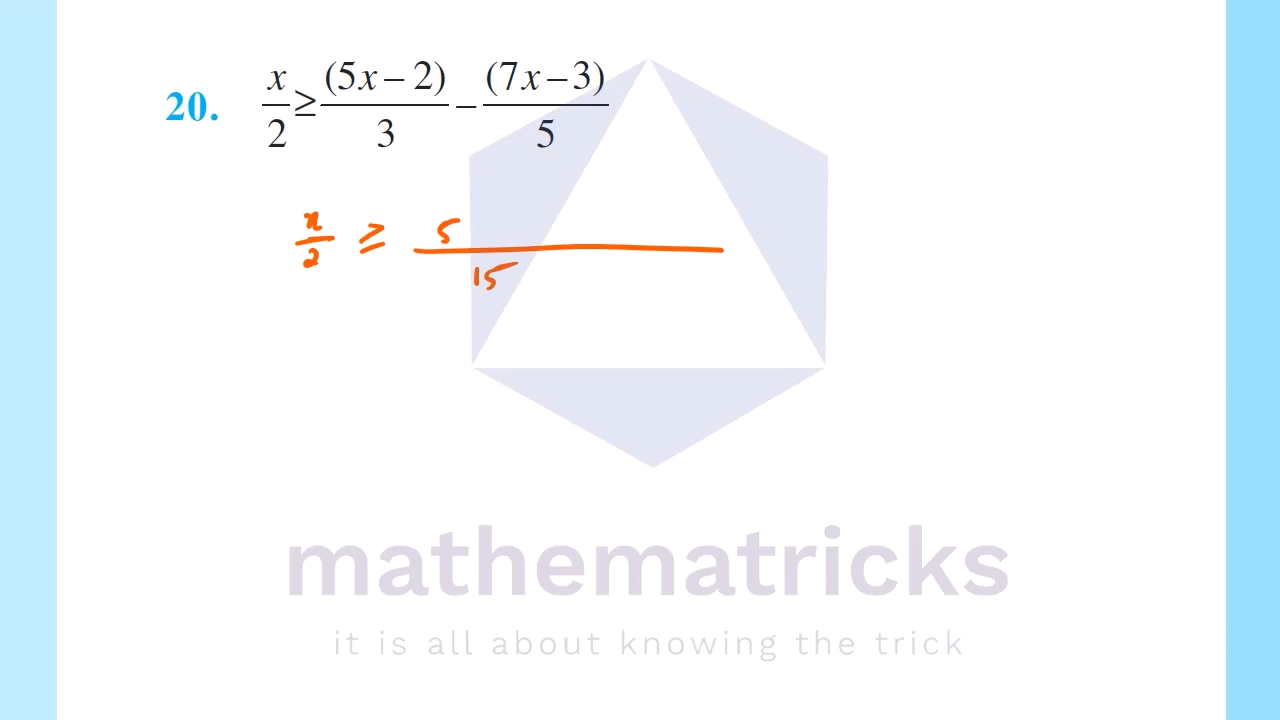 20. x/2 ≥ (5x – 2)/3 – (7x – 3)/5
x/2 ≥ 5/15
mathematricks
it is all about knowing the trick